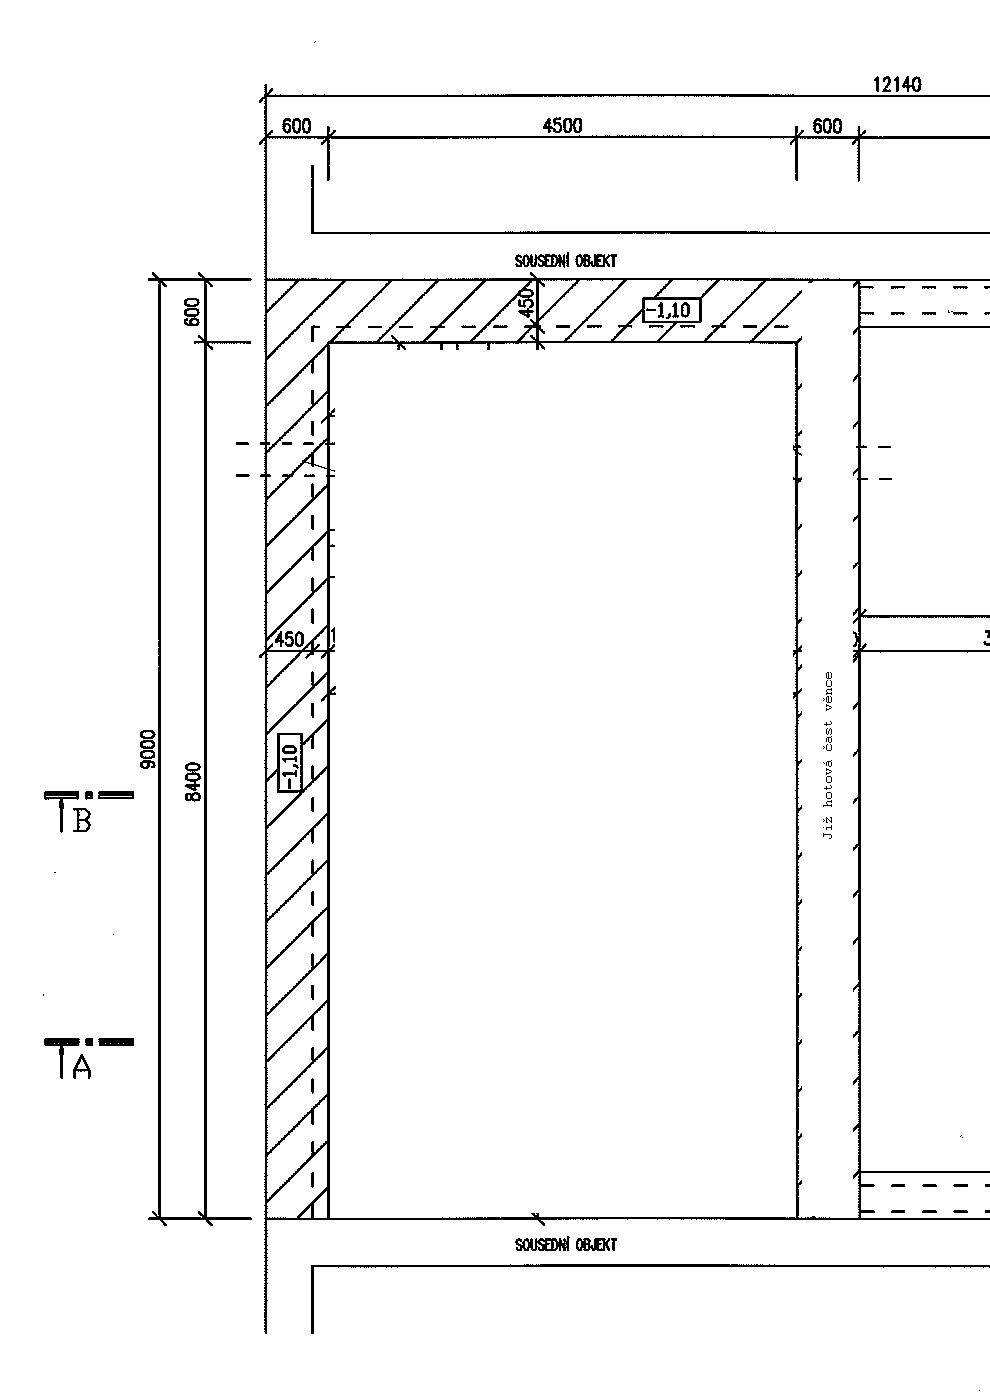 12140
600
4500
600
SOUSEDNÍ OBJEKT
600
450
-1,10
450
9000
8400
-1,10
Již hotová část věnce
B
A
SOUSEDNÍ OBJEKT